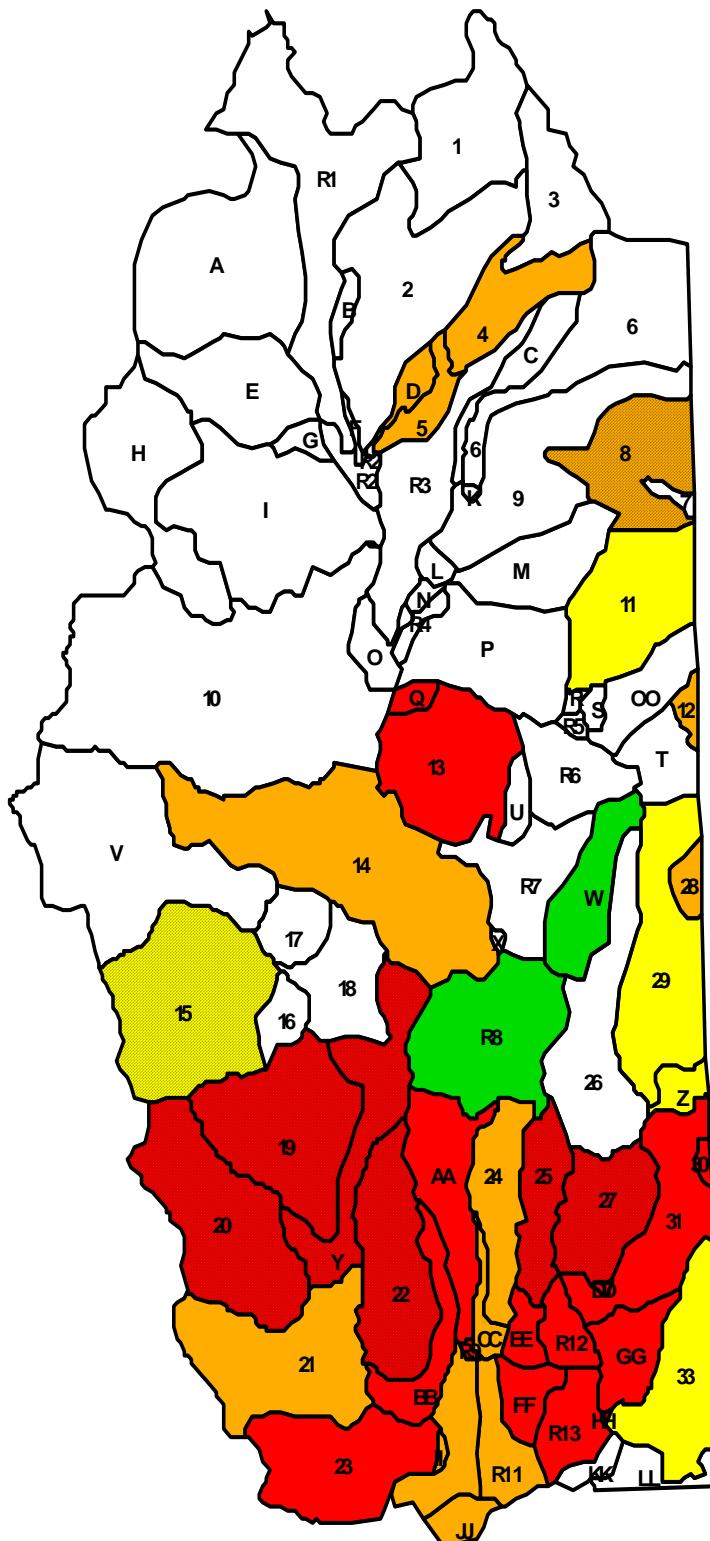 1
R1
3
A
2
B
6
4
C
E
D
5
F
G
H
8
6
R2
R3
K
9
I
L
M
N
11
R4
P
O
10
Q
S
OO
12
R5
13
T
R6
U
V
14
R7
28
W
17
X
29
18
15
16
R8
26
Z
19
AA
24
25
30
27
20
31
Y
22
DD
CC
EE
R12
21
GG
33
BB
FF
HH
R13
23
R11
KK
LL
JJ